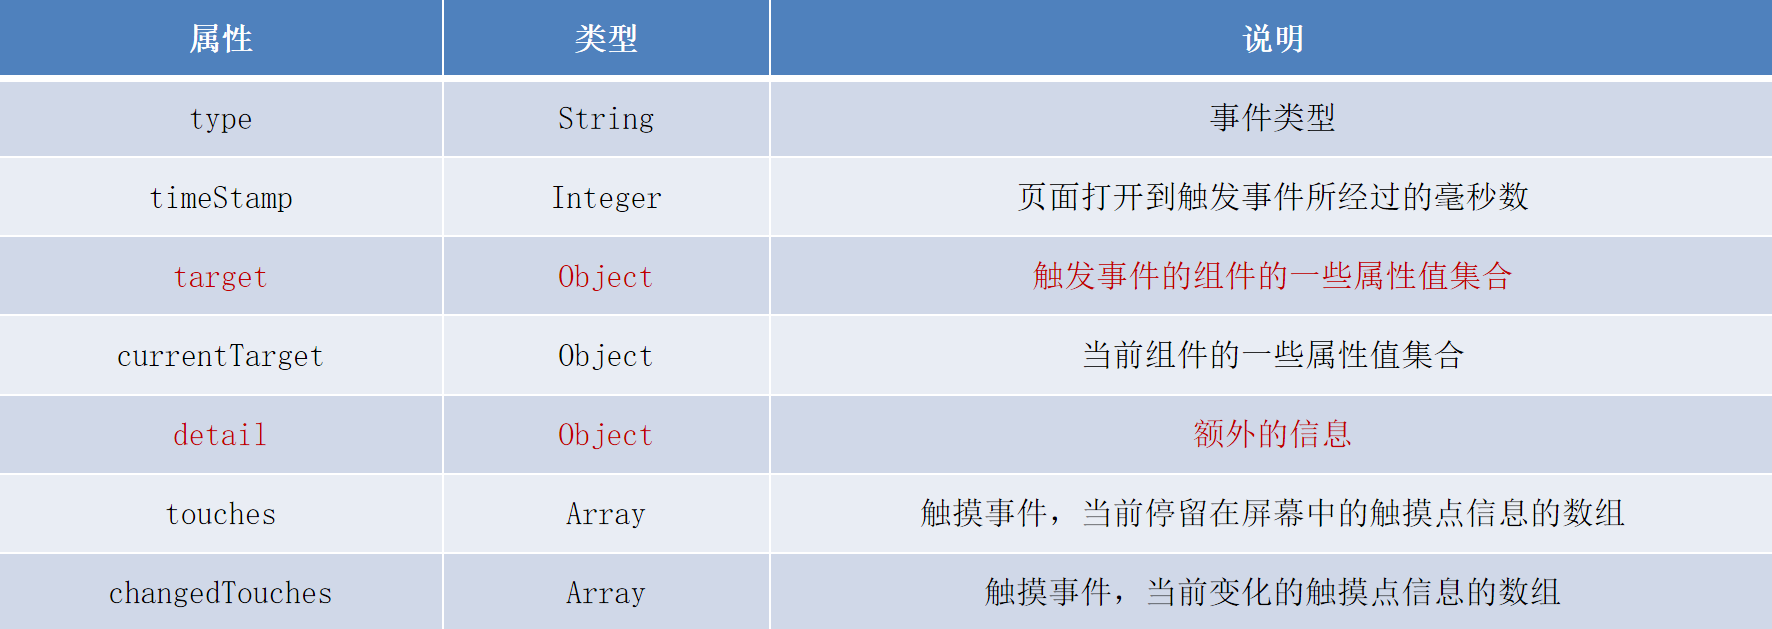 属性 类型 说明
type String 事件类型
timeStamp Integer 页面打开到触发事件所经过的毫秒数
target Object 触发事件的组件的一些属性值集合
currentTarget Object 当前组件的一些属性值集合
detail Object 额外的信息
touches Array 触摸事件，当前停留在屏幕中的触摸点信息的数组
changedTouches Array 触摸事件，当前变化的触摸点信息的数组